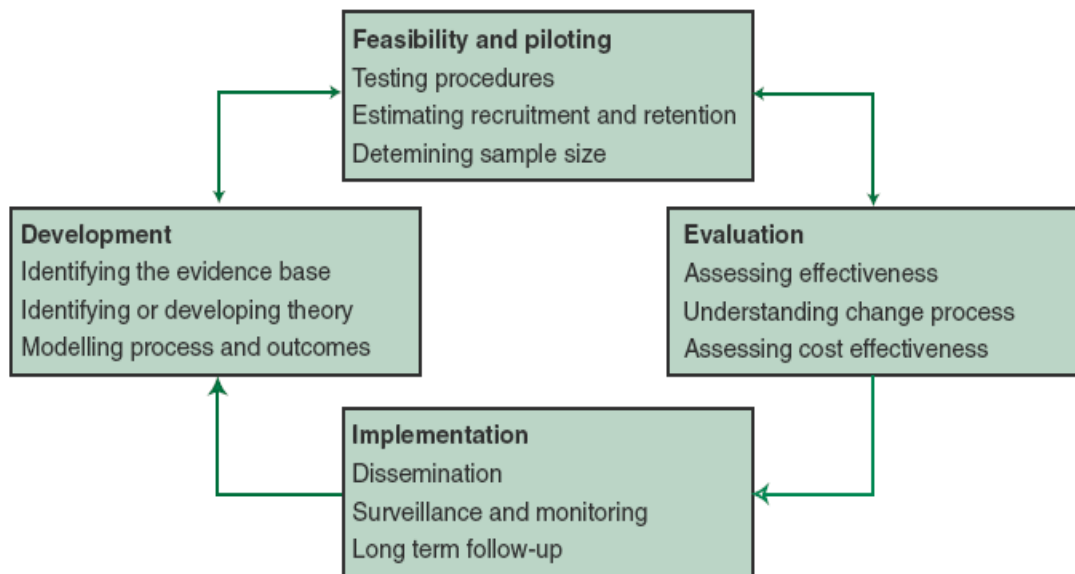 Feasibility and piloting
Testing procedures
Estimating recruitment and retention
Detemining sample size
Development
Identifying the evidence base
Identifying or developing theory
Modelling process and outcomes
Evaluation
Assessing effectiveness
Understanding change process
Assessing cost effectiveness
Implementation
Dissemination
Surveillance and monitoring
Long term follow-up